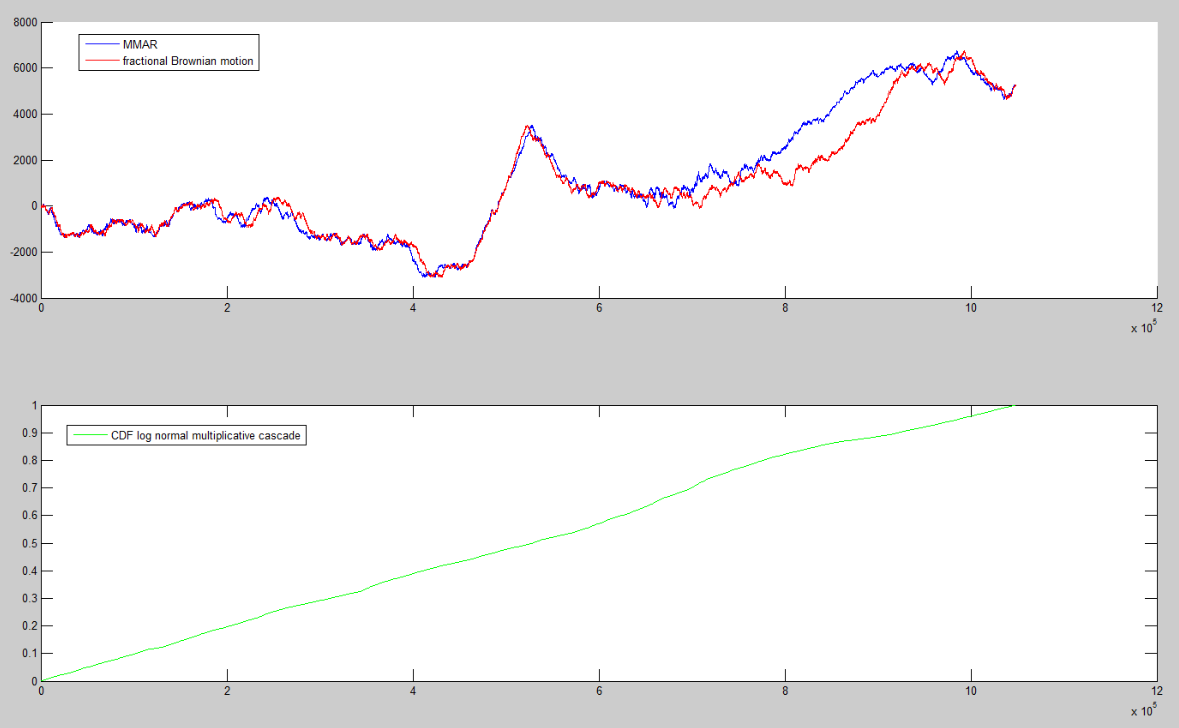 8000
MMAR
fractional Brownian motion
6000
4000
2000
0
-2000
-4000
0 2 4 6 8 10 12
x 10^5
1
CDF log normal multiplicative cascade
0.9
0.8
0.7
0.6
0.5
0.4
0.3
0.2
0.1
0
0 2 4 6 8 10 12
x 10^5